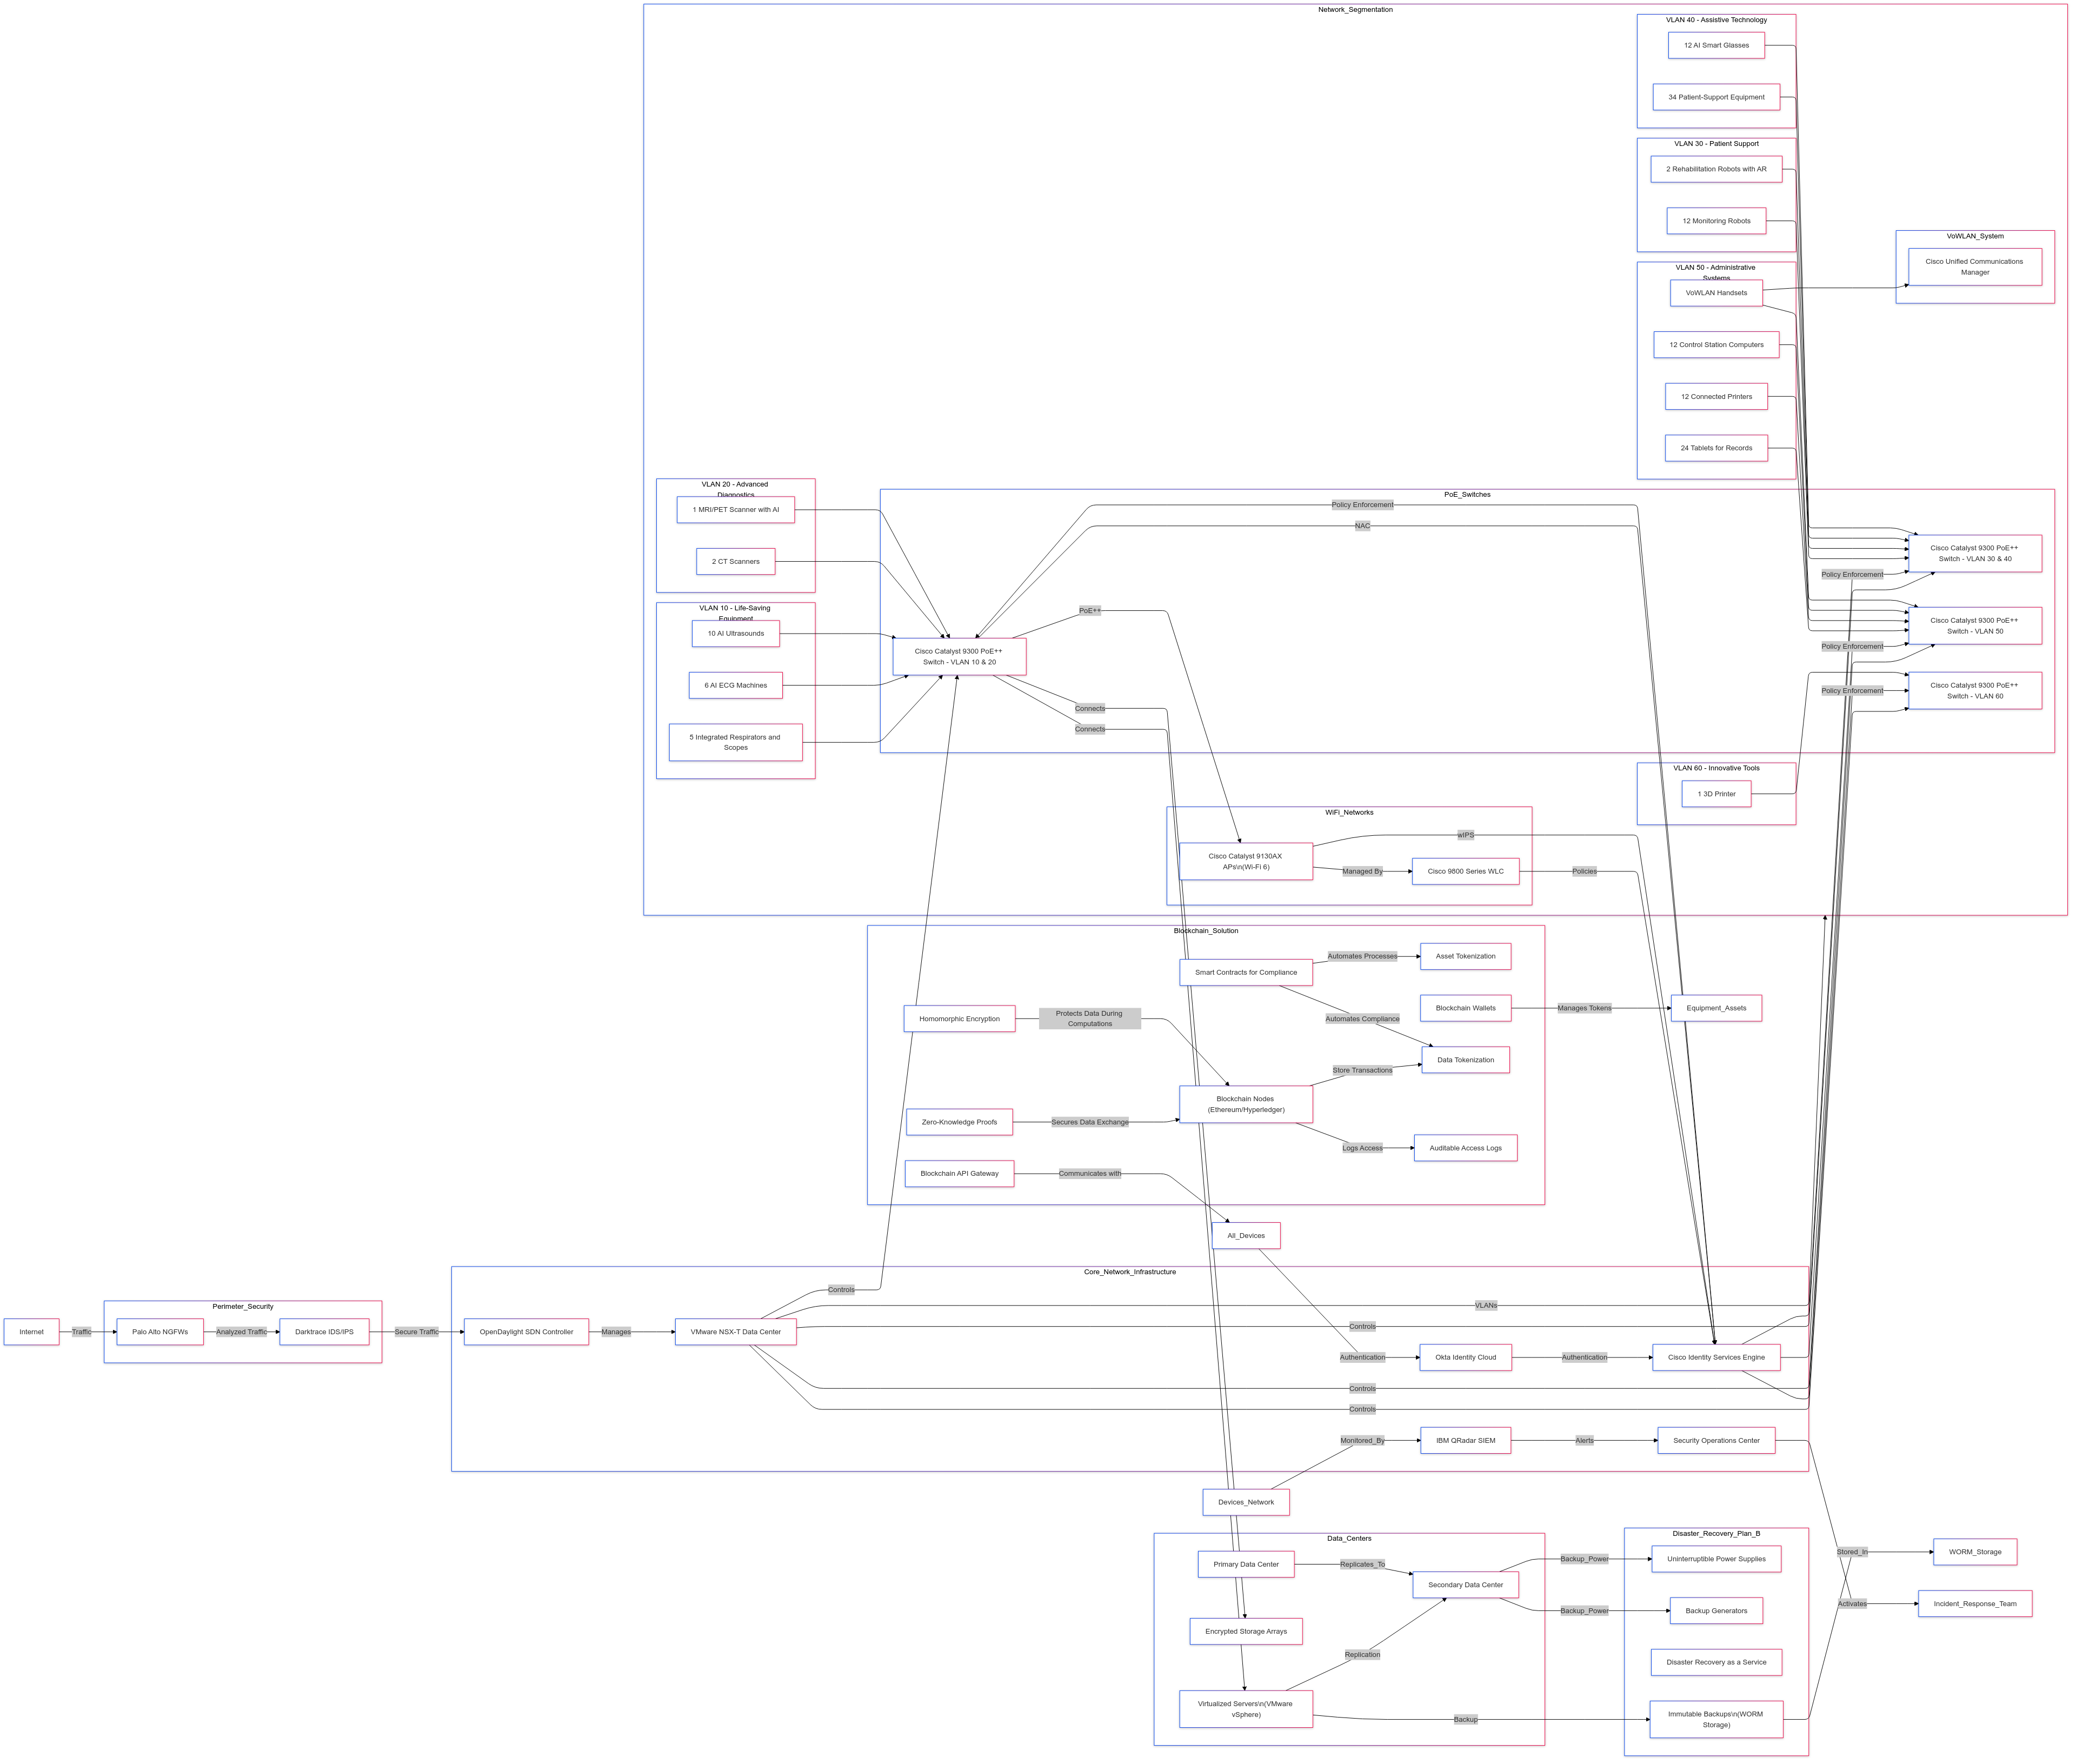 Network_Segmentation
VLAN 40 - Assistive Technology
12 AI Smart Glasses
34 Patient-Support Equipment
VLAN 30 - Patient Support
2 Rehabilitation Robots with AR
12 Monitoring Robots
VoWLAN_System
Cisco Unified Communications
Manager
VLAN 50 - Administrative
Systems
VoWLAN Handsets
12 Control Station Computers
12 Connected Printers
24 Tablets for Records
VLAN 20 - Advanced
Diagnostics
1 MRI/PET Scanner with AI
2 CT Scanners
VLAN 10 - Life-Saving
Equipment
10 AI Ultrasounds
6 AI ECG Machines
5 Integrated Respirators and
Scopes
PoE_Switches
Policy Enforcement
NAC
Cisco Catalyst 9300 PoE++
Switch - VLAN 10 & 20
PoE++
Connects
Connects
Cisco Catalyst 9300 PoE++
Switch - VLAN 30 & 40
Policy Enforcement
Cisco Catalyst 9300 PoE++
Switch - VLAN 50
Policy Enforcement
Cisco Catalyst 9300 PoE++
Switch - VLAN 60
Policy Enforcement
VLAN 60 - Innovative Tools
1 3D Printer
WiFi_Networks
Cisco Catalyst 9130AX
APs\n(Wi-Fi 6)
wIPS
Managed By
Cisco 9800 Series WLC
Policies
Blockchain_Solution
Smart Contracts for Compliance
Automates Processes
Asset Tokenization
Homomorphic Encryption
Protects Data During
Computations
Automates Compliance
Blockchain Wallets
Manages Tokens
Equipment_Assets
Data Tokenization
Store Transactions
Blockchain Nodes
(Ethereum/Hyperledger)
Zero-Knowledge Proofs
Secures Data Exchange
Logs Access
Auditable Access Logs
Blockchain API Gateway
Communicates with
All_Devices
Core_Network_Infrastructure
Perimeter_Security
Internet
Traffic
Palo Alto NGFWs
Analyzed Traffic
Darktrace IDS/IPS
Secure Traffic
OpenDaylight SDN Controller
Manages
VMware NSX-T Data Center
Controls
VLANs
Controls
Authentication
Okta Identity Cloud
Authentication
Cisco Identity Services Engine
Controls
Controls
Monitored_By
IBM QRadar SIEM
Alerts
Security Operations Center
Devices_Network
Data_Centers
Primary Data Center
Replicates_To
Secondary Data Center
Encrypted Storage Arrays
Replication
Virtualized Servers\n(VMware
vSphere)
Backup
Backup_Power
Backup_Power
Disaster_Recovery_Plan_B
Uninterruptible Power Supplies
Backup Generators
Disaster Recovery as a Service
Immutable Backups\n(WORM
Storage)
Stored_In
WORM_Storage
Activates
Incident_Response_Team